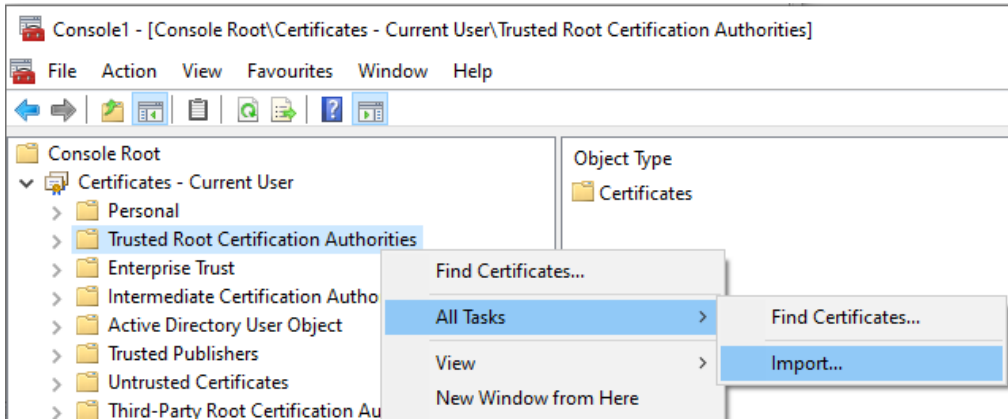 Console1 - [Console Root\Certificates - Current User\Trusted Root Certification Authorities]
File Action View Favourites Window Help
Console Root
Certificates - Current User
Personal
Trusted Root Certification Authorities
Enterprise Trust
Intermediate Certification Autho
Active Directory User Object
Trusted Publishers
Untrusted Certificates
Third-Party Root Certification Au
Object Type
Certificates
Find Certificates...
All Tasks
View
New Window from Here
Find Certificates...
Import...